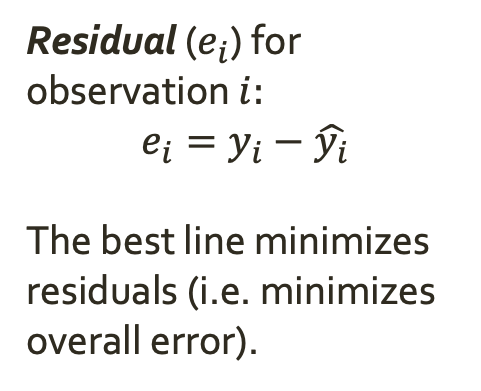 Residual (eᵢ) for
observation i:
eᵢ = yᵢ − ŷᵢ
The best line minimizes
residuals (i.e. minimizes
overall error).